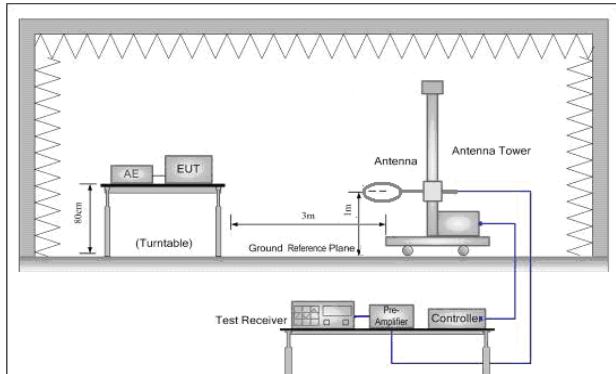 Antenna
Antenna Tower
AE
EUT
80cm
(Turntable)
3m
1m
Ground Reference Plane
Test Receiver
Pre-
Amplifier
Controller